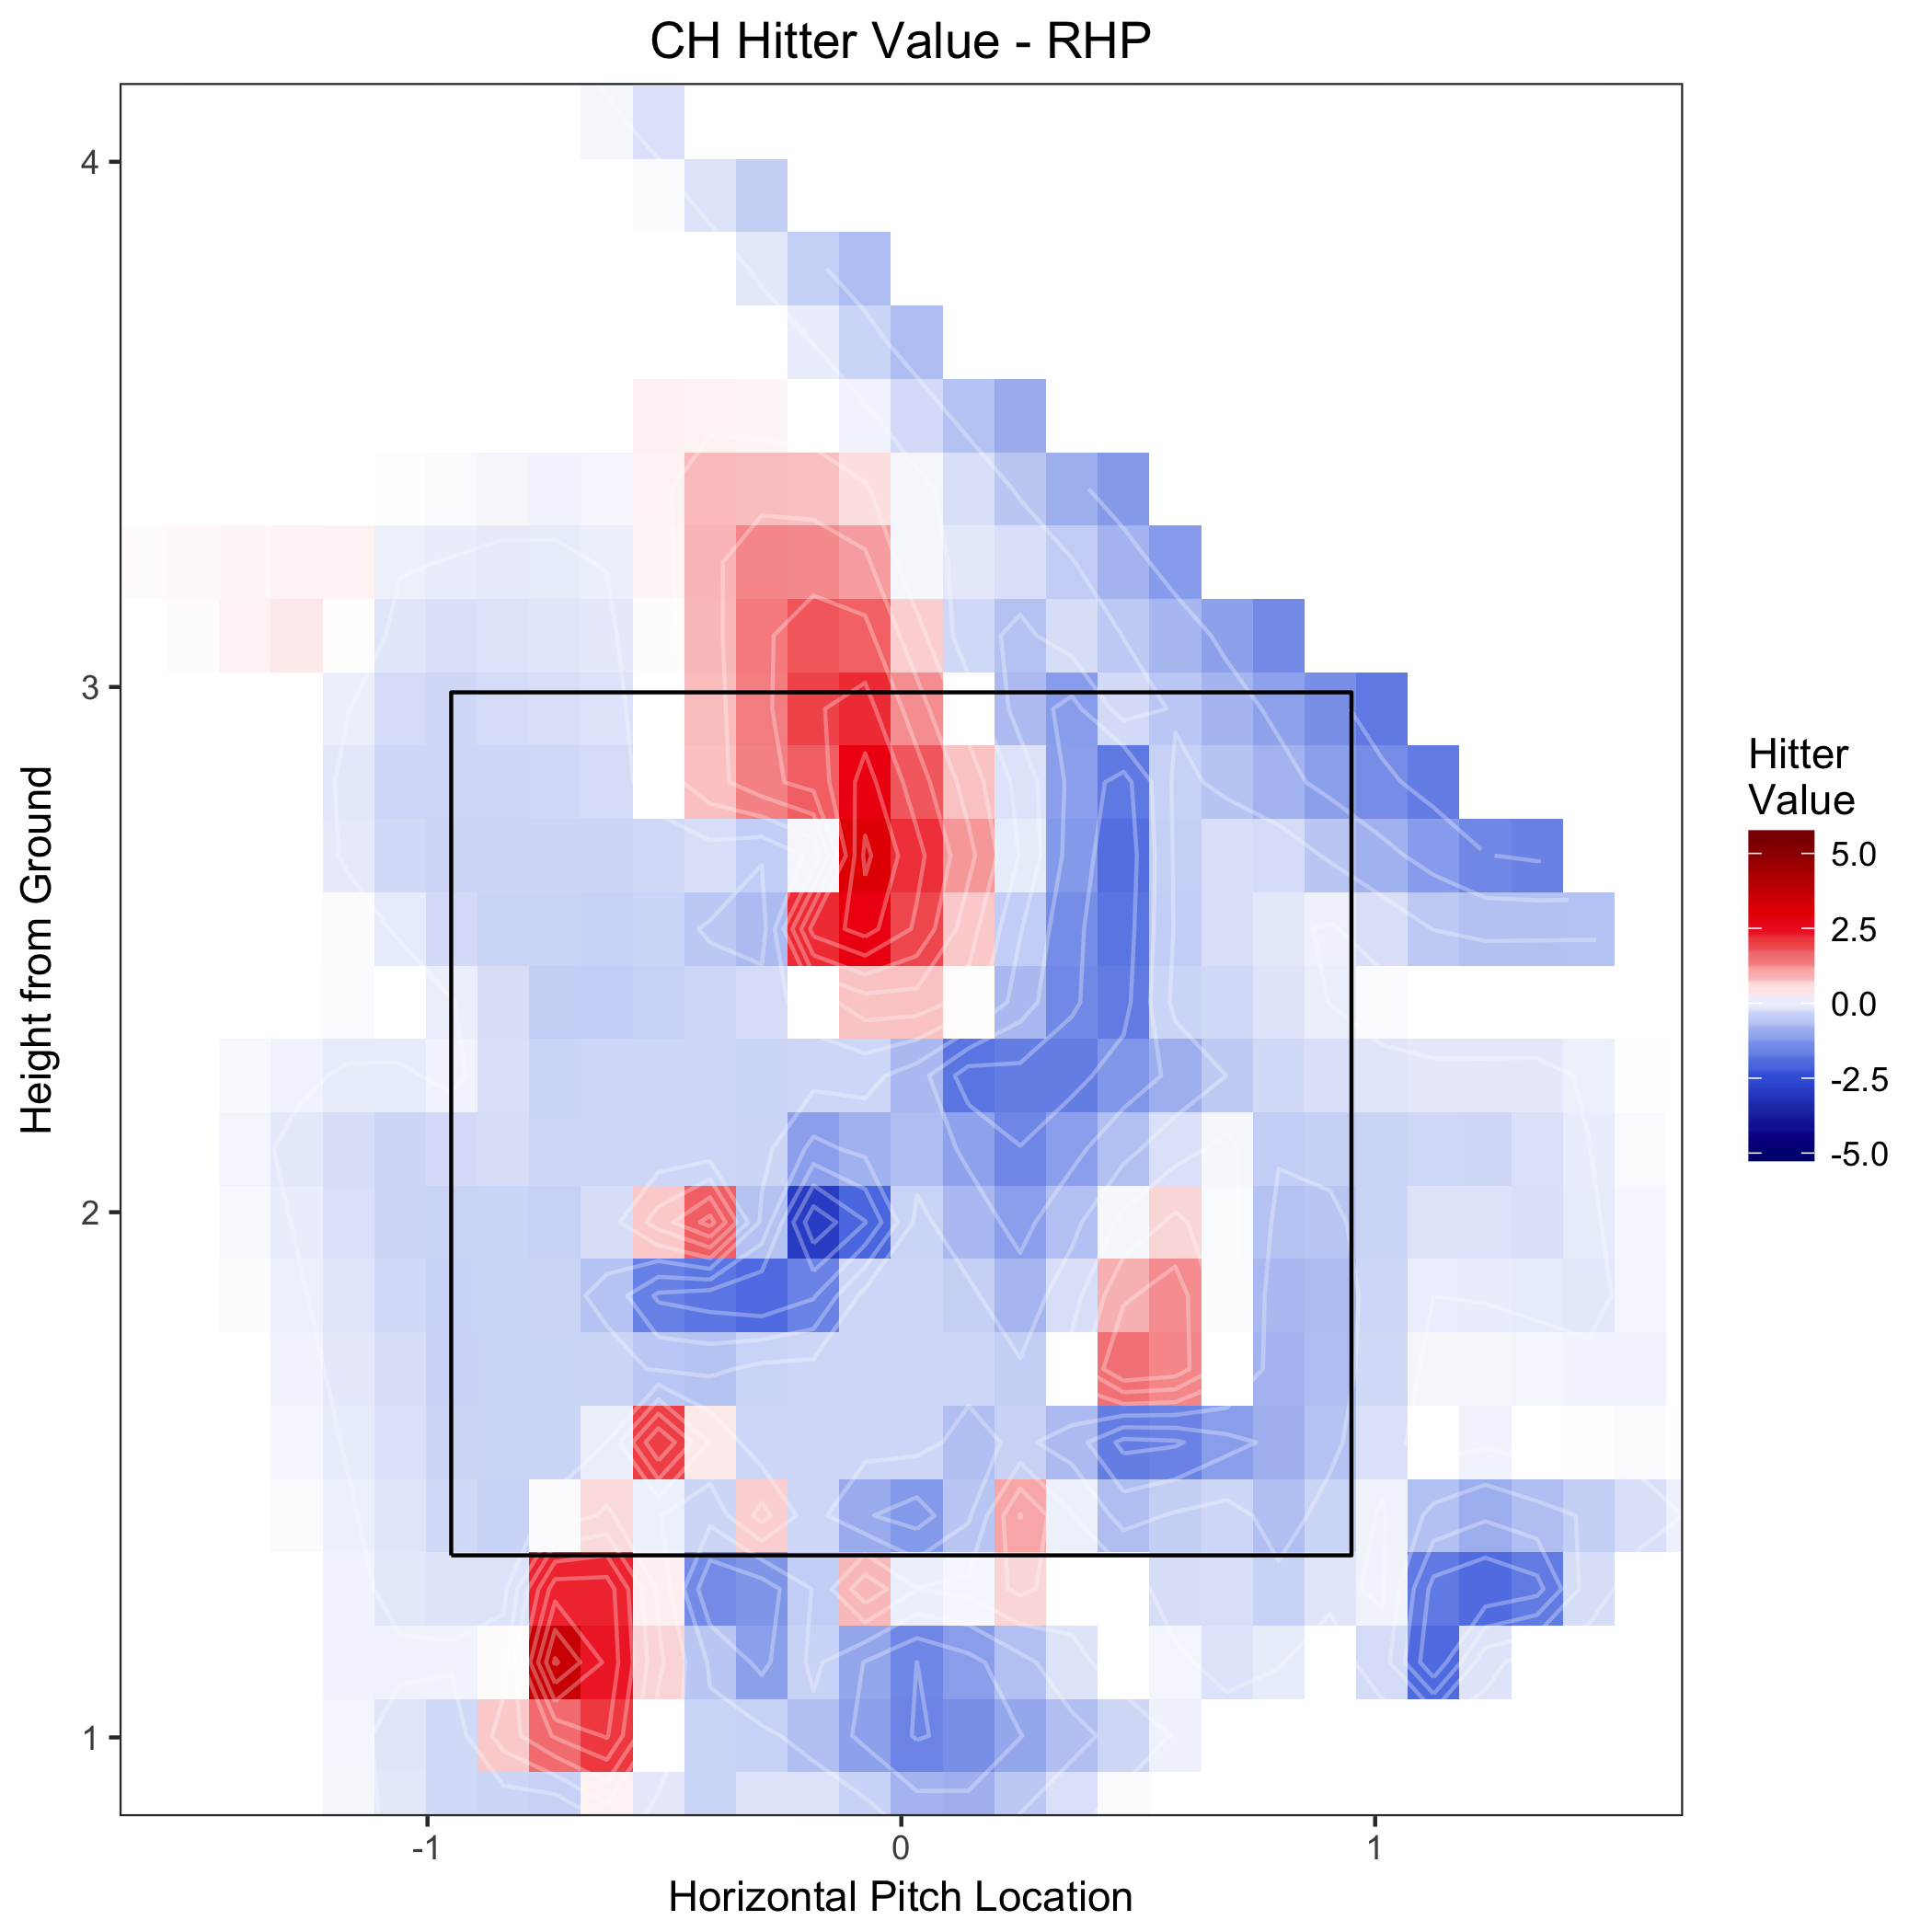 CH Hitter Value - RHP
4
3
2
1
Height from Ground
-1 0 1
Horizontal Pitch Location
Hitter
Value
5.0
2.5
0.0
-2.5
-5.0